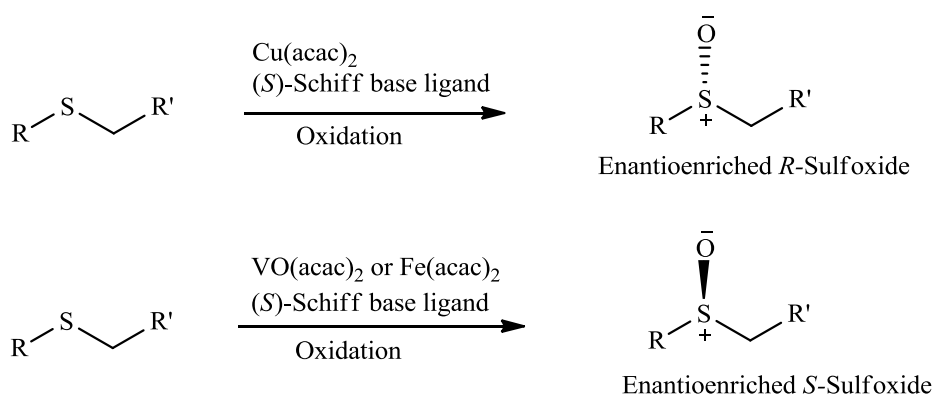 Cu(acac)2
(S)-Schiff base ligand
Oxidation
R S R'
O− R S+ R'
Enantioenriched R-Sulfoxide
VO(acac)2 or Fe(acac)2
(S)-Schiff base ligand
Oxidation
R S R'
O− R S+ R'
Enantioenriched S-Sulfoxide